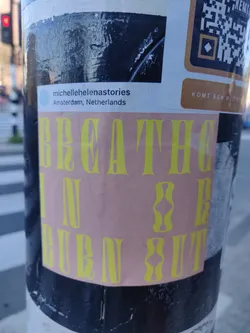 michellehelenastories
Amsterdam, Netherlands
BREATHE
IN OR
BURN OUT